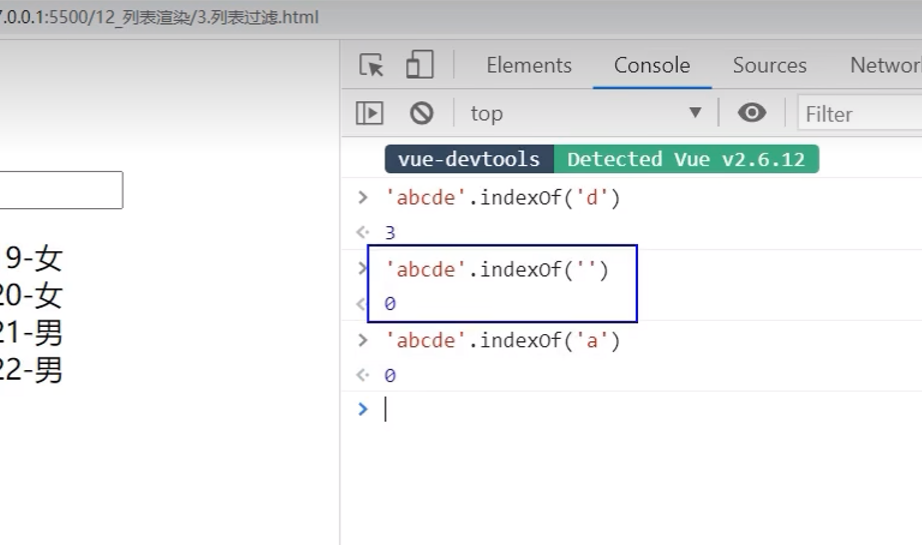 7.0.0.1:5500/12_列表渲染/3.列表过滤.html
Elements Console Sources Networ
top Filter
vue-devtools Detected Vue v2.6.12
'abcde'.indexOf('d')
3
9-女
'abcde'.indexOf('')
20-女
0
21-男
'abcde'.indexOf('a')
22-男
0